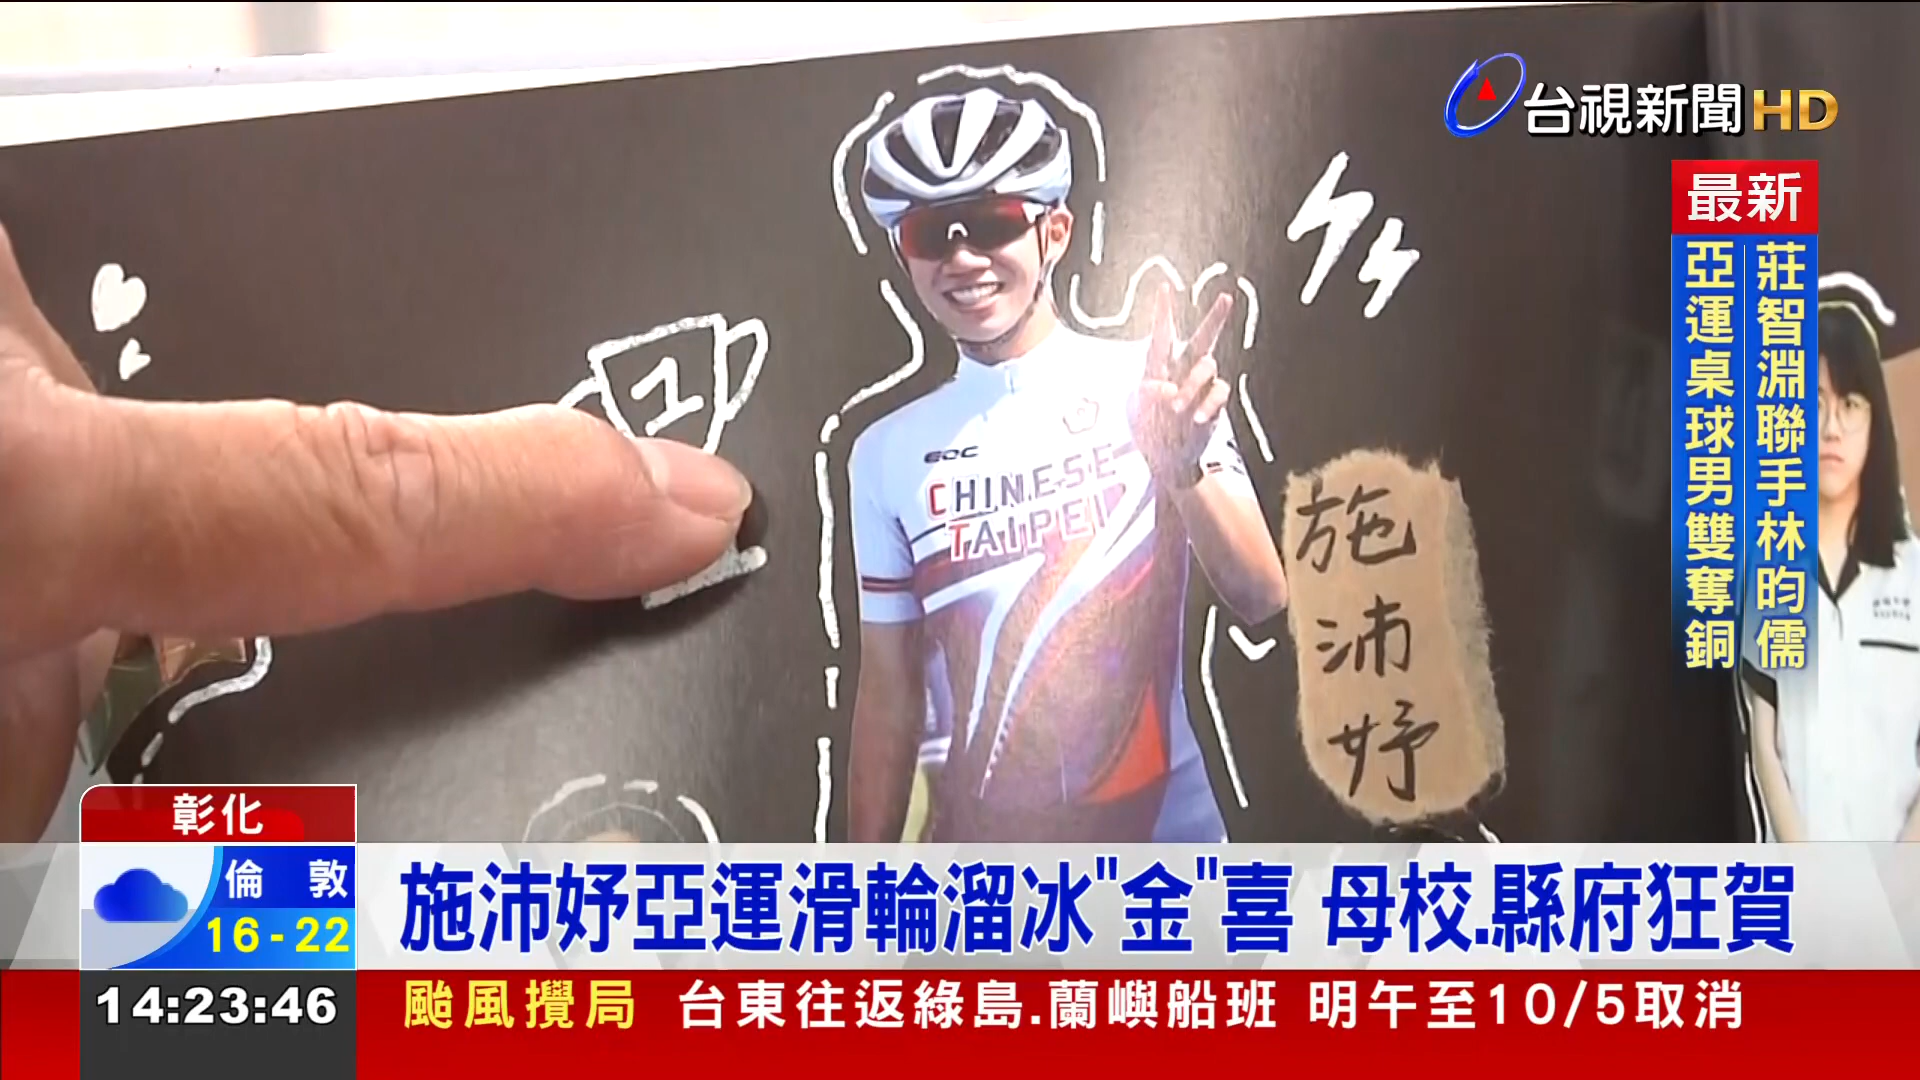 台視新聞HD
最新
莊智淵聯手林昀儒
亞運桌球男雙奪銅
1
EQC
CHINESE
TAIPEI
施沛妤
彰化
倫敦
16-22
施沛妤亞運滑輪溜冰"金"喜 母校.縣府狂賀
14:23:46
颱風攪局 台東往返綠島.蘭嶼船班 明午至10/5取消